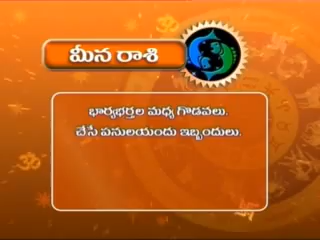 మీన రాశి
భార్యభర్తల మధ్య గొడవలు.
చేసే పనులయందు ఇబ్బందులు.